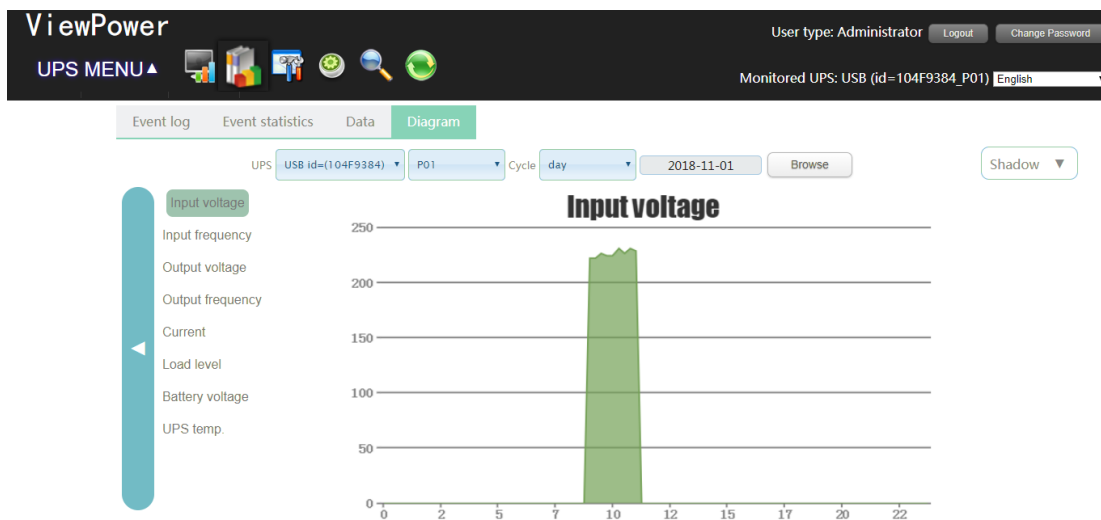 ViewPower
User type: Administrator Logout Change Password
UPS MENU▲
Monitored UPS: USB (id=104F9384_P01) English
Event log Event statistics Data Diagram
UPS USB id=(104F9384) P01 Cycle day 2018-11-01 Browse Shadow ▼
Input voltage
Input frequency
Output voltage
Output frequency
Current
Load level
Battery voltage
UPS temp.
Input voltage
250
200
150
100
50
0
0 2 5 7 10 12 15 17 20 22